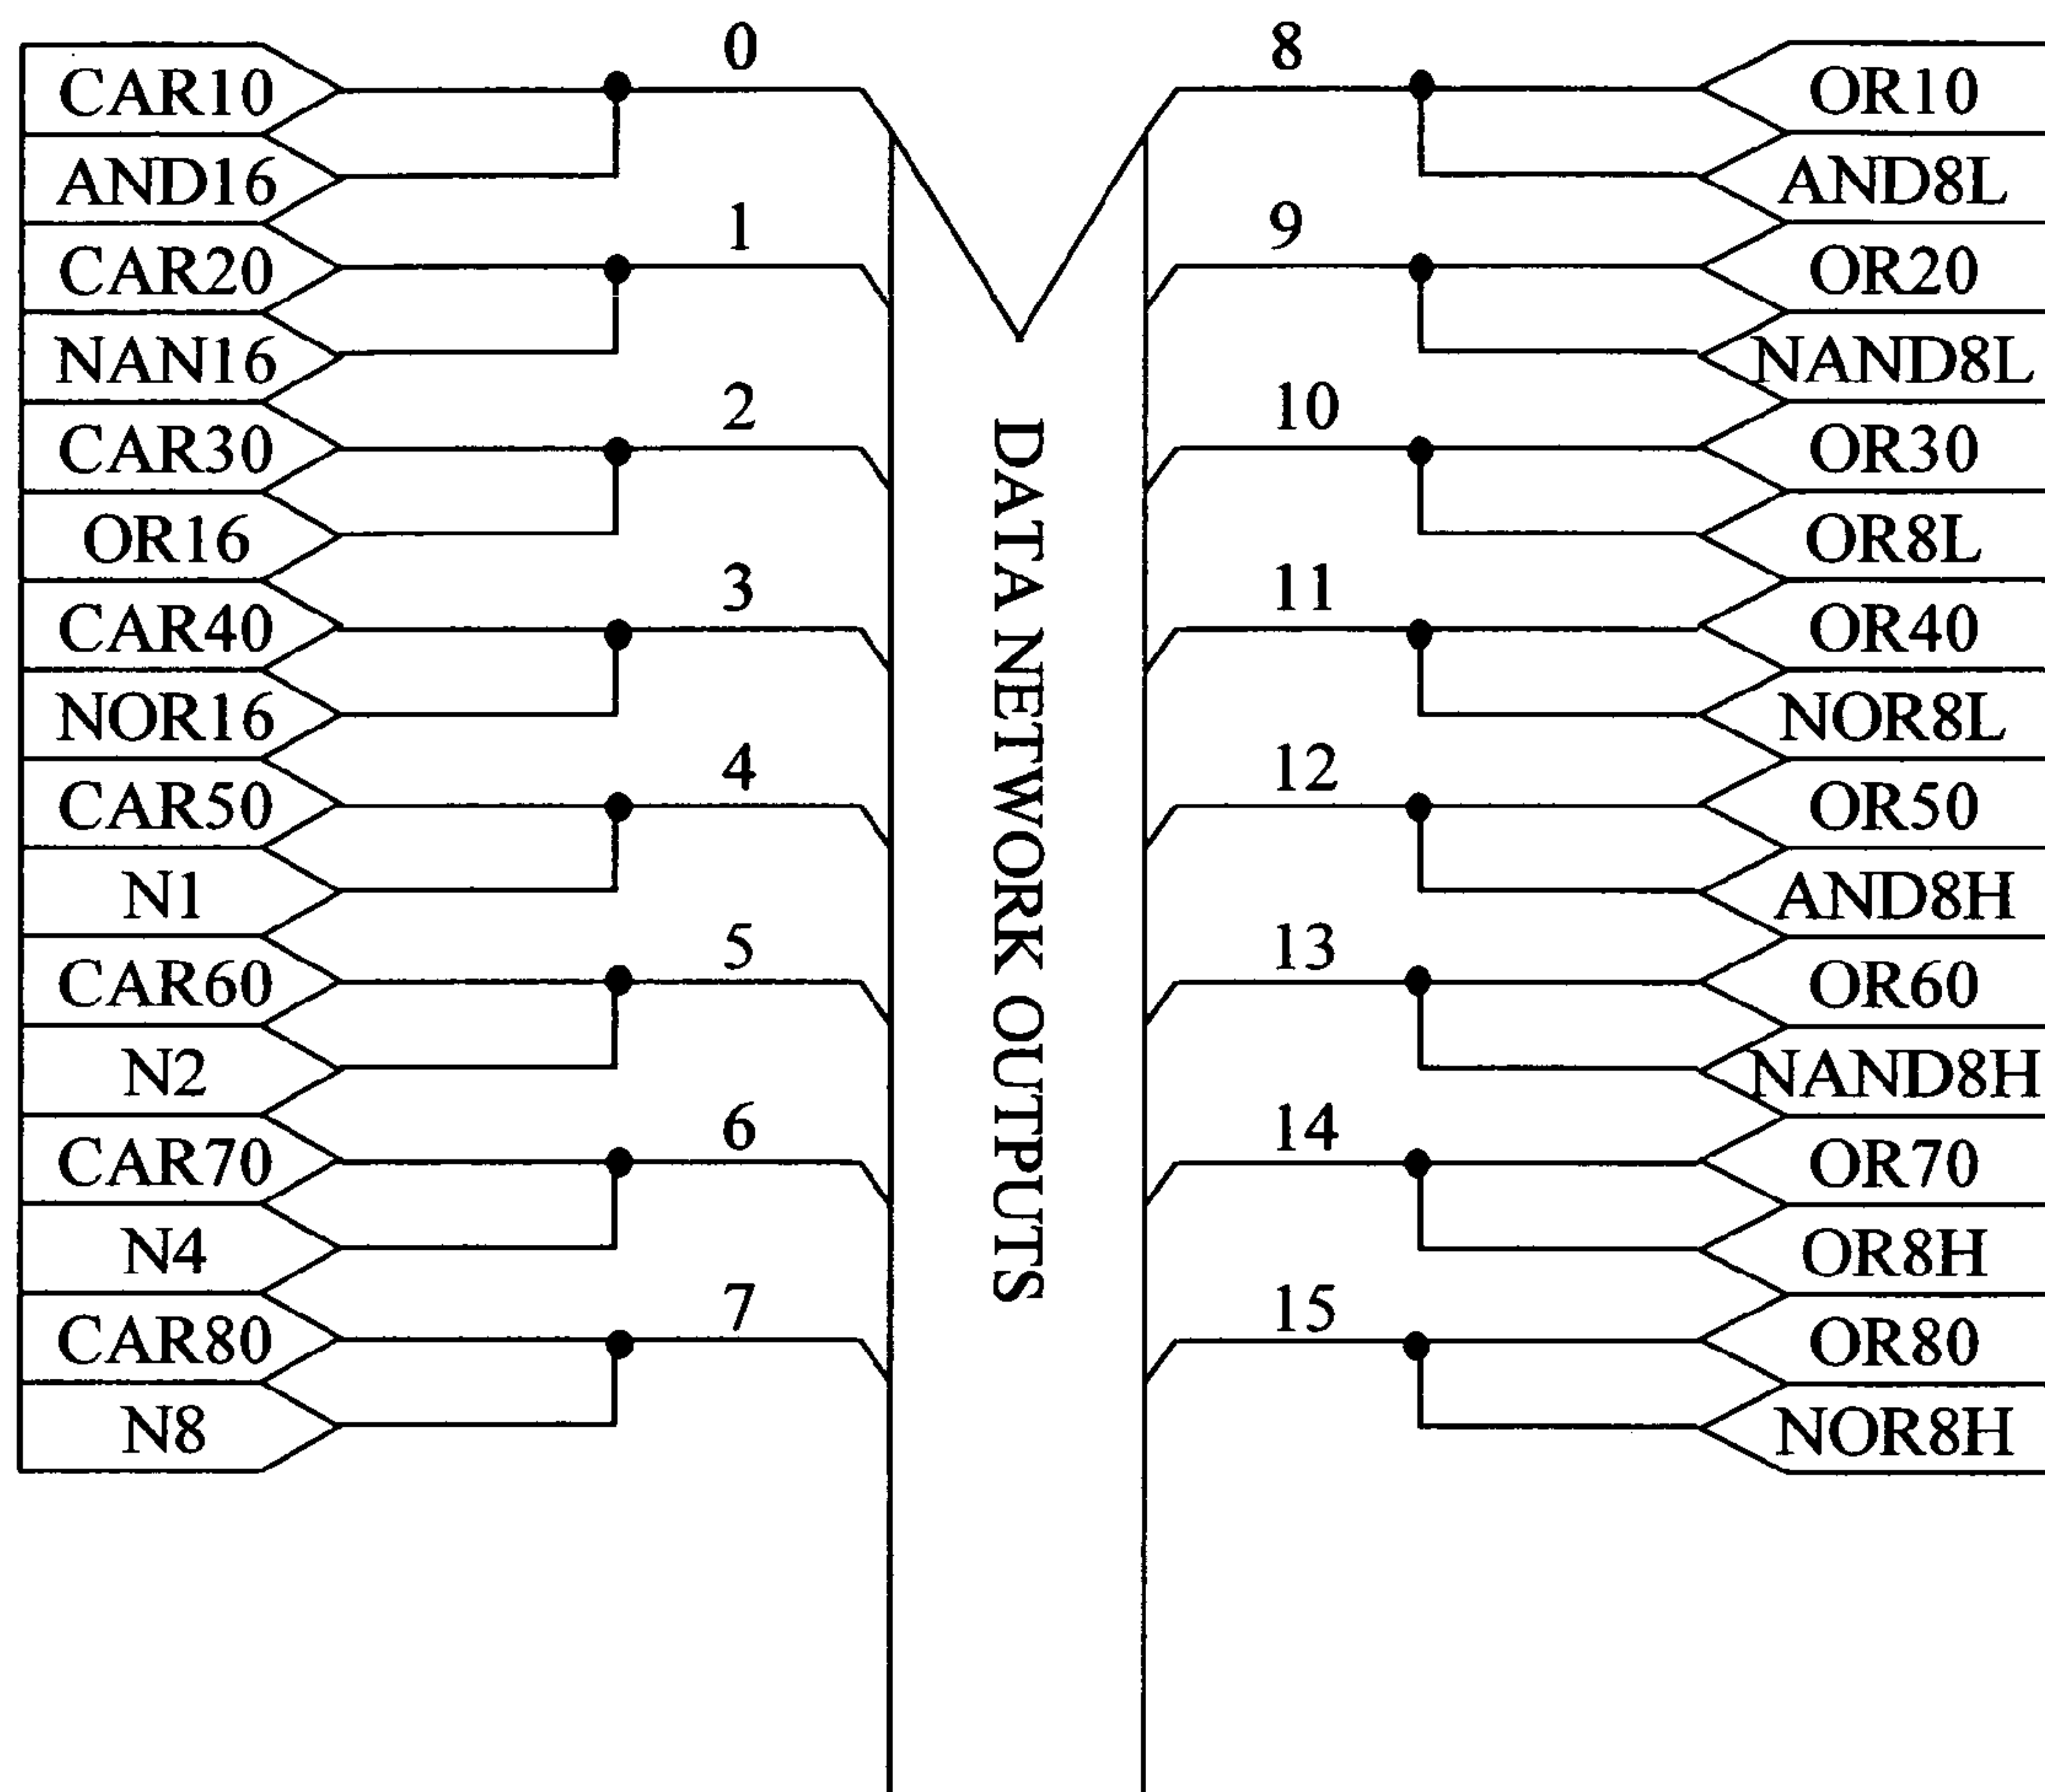 0
8
CAR10
OR10
AND16
AND8L
1
9
CAR20
OR20
NAN16
NAND8L
2
10
CAR30
OR30
OR16
OR8L
3
11
CAR40
OR40
NOR16
NOR8L
4
12
CAR50
OR50
N1
AND8H
5
13
CAR60
OR60
N2
NAND8H
6
14
CAR70
OR70
N4
OR8H
7
15
CAR80
OR80
N8
NOR8H
DATA NETWORK OUTPUTS